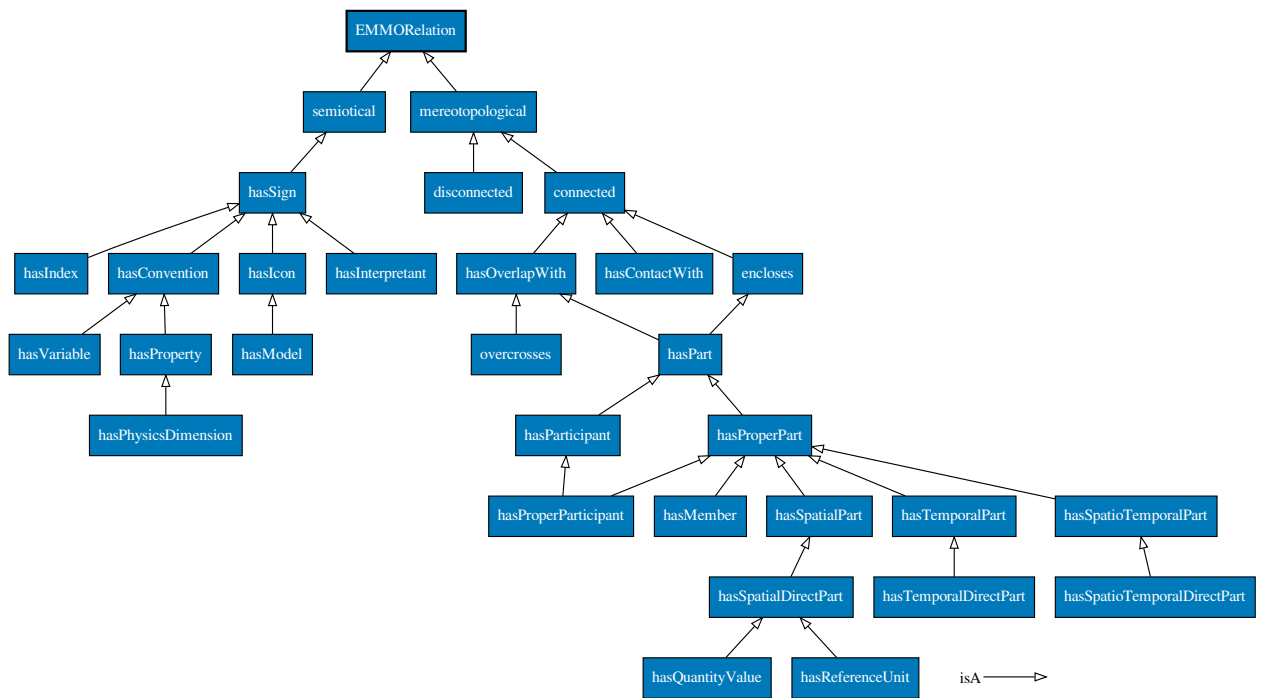 EMMORelation
semiotical
mereotopological
hasSign
disconnected
connected
hasIndex
hasConvention
hasIcon
hasInterpretant
hasOverlapWith
hasContactWith
encloses
hasVariable
hasProperty
hasModel
overcrosses
hasPart
hasPhysicsDimension
hasParticipant
hasProperPart
hasProperParticipant
hasMember
hasSpatialPart
hasTemporalPart
hasSpatioTemporalPart
hasSpatialDirectPart
hasTemporalDirectPart
hasSpatioTemporalDirectPart
hasQuantityValue
hasReferenceUnit
isA